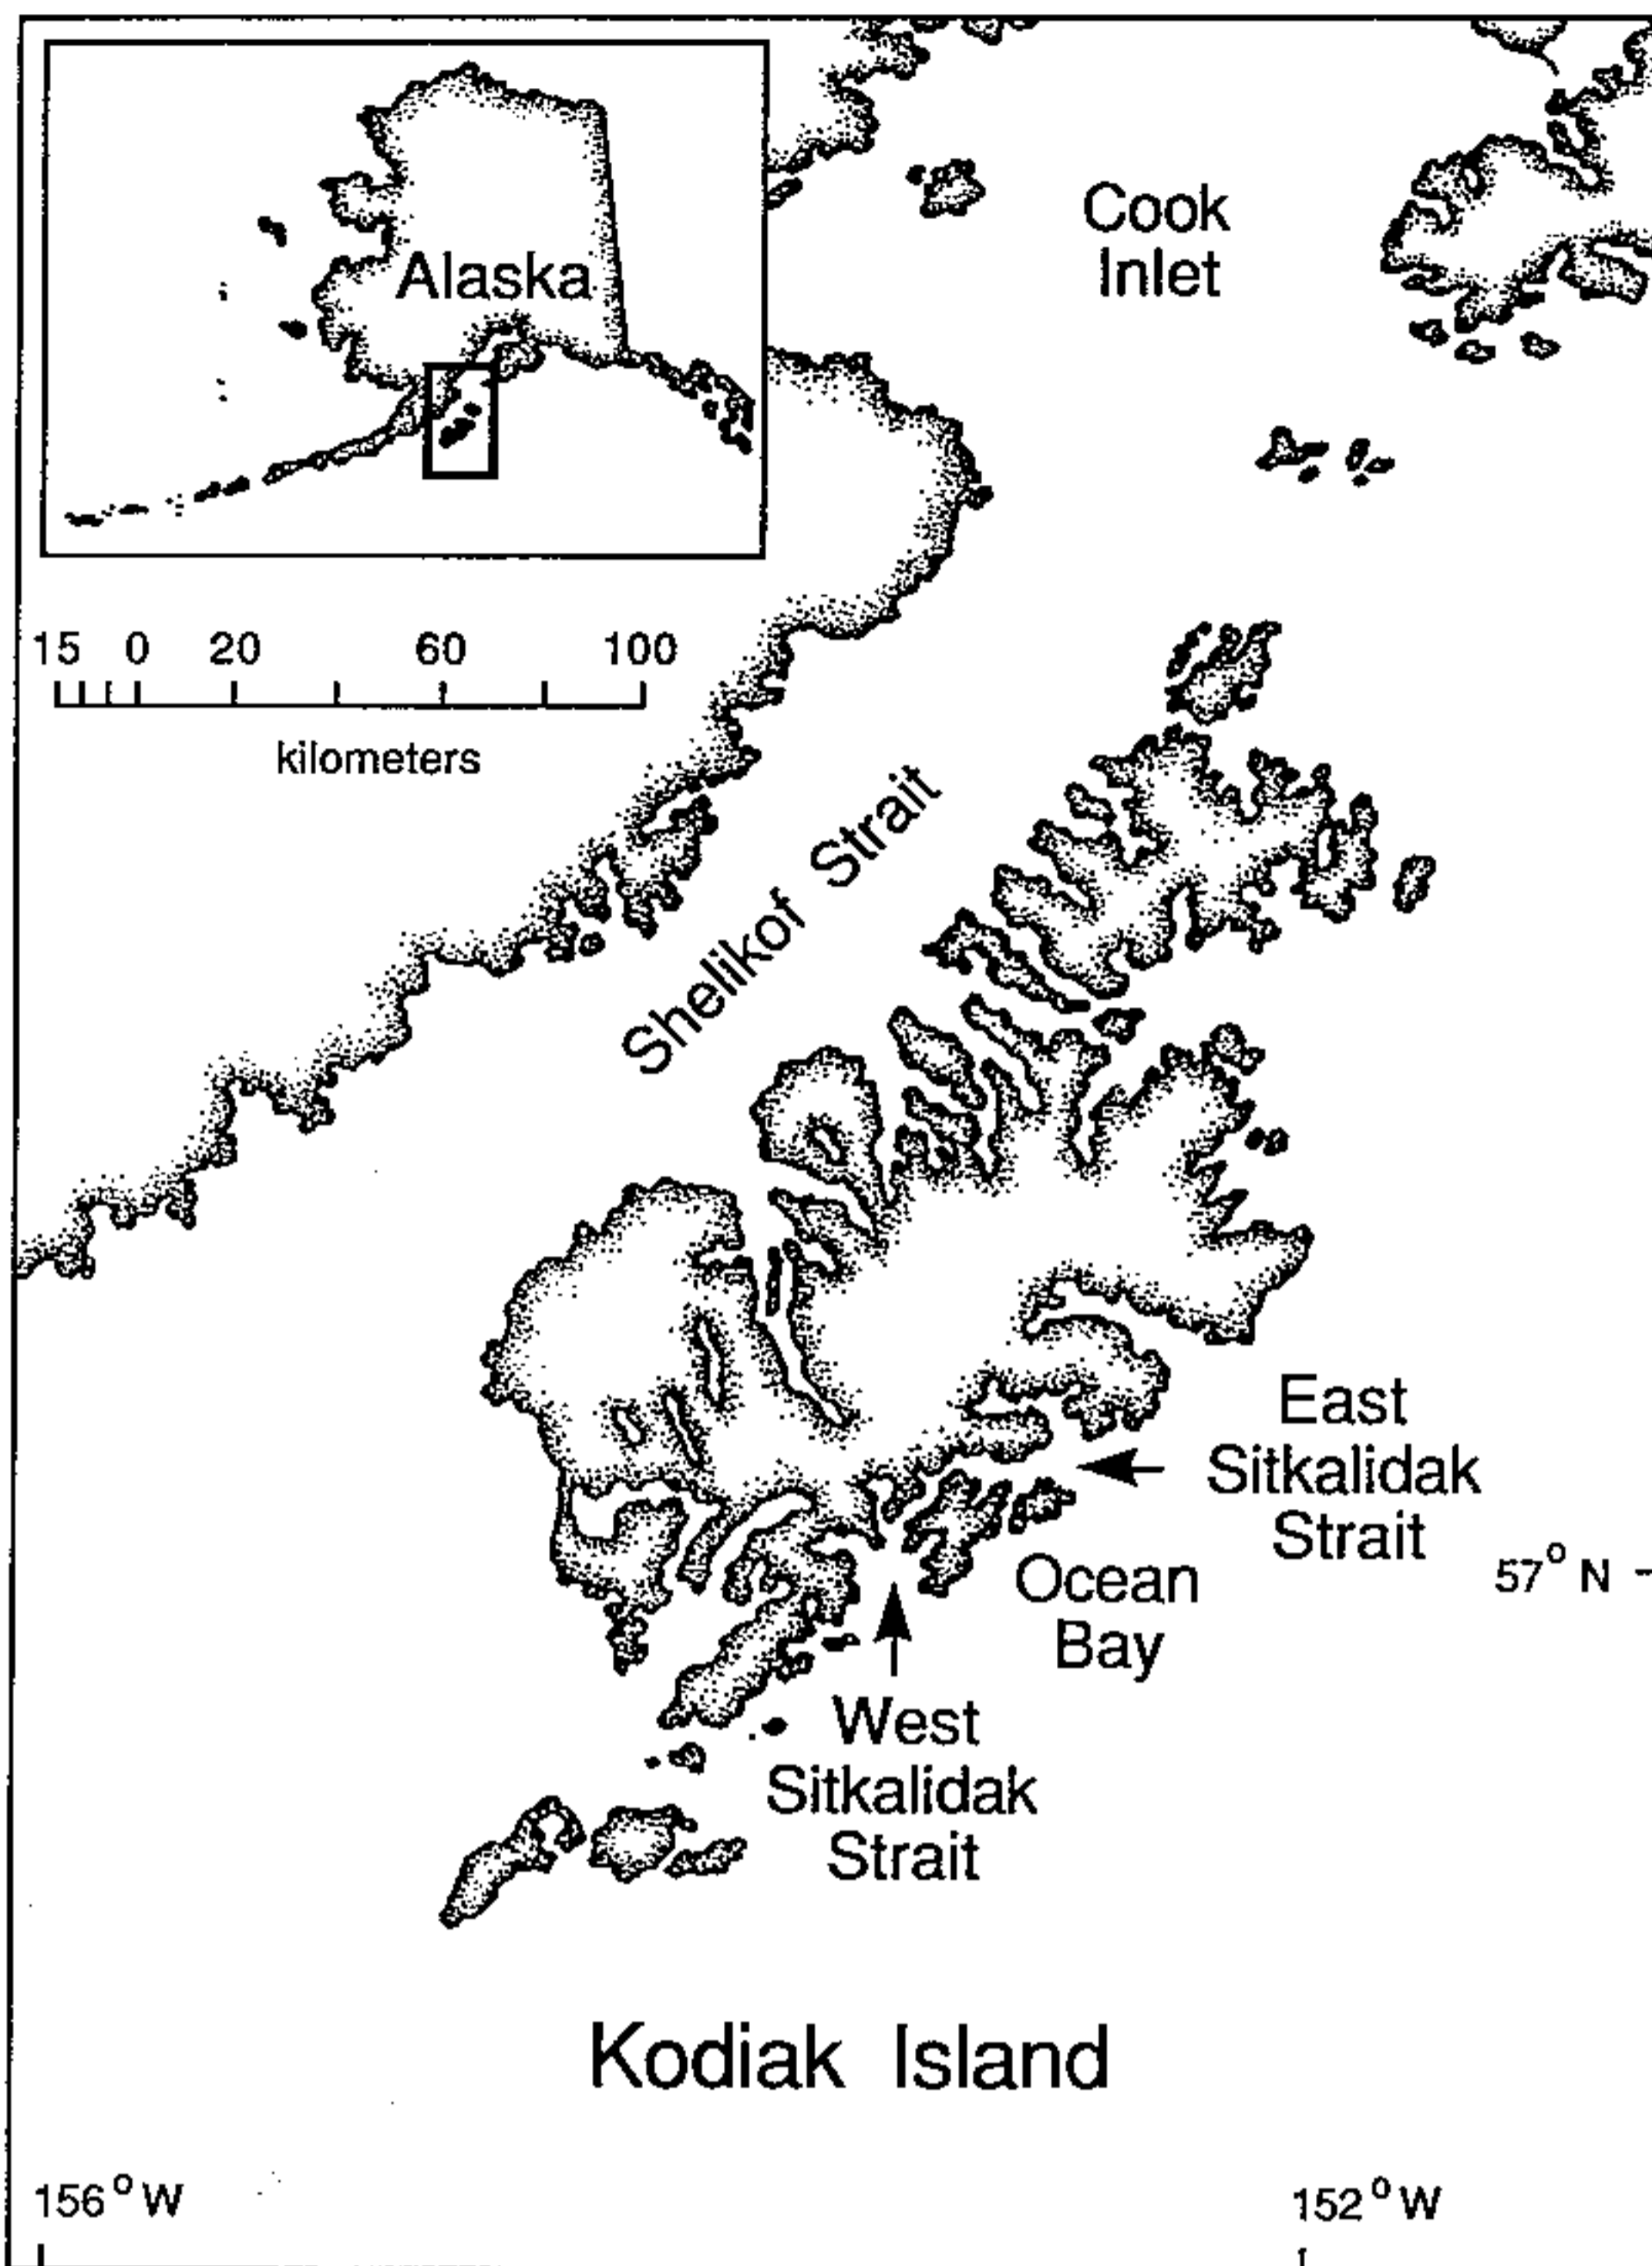 Alaska
Cook
Inlet
15 0 20 60 100
kilometers
Shelikof Strait
East
Sitkalidak
Strait
57° N
Ocean
Bay
West
Sitkalidak
Strait
Kodiak Island
156° W
152° W